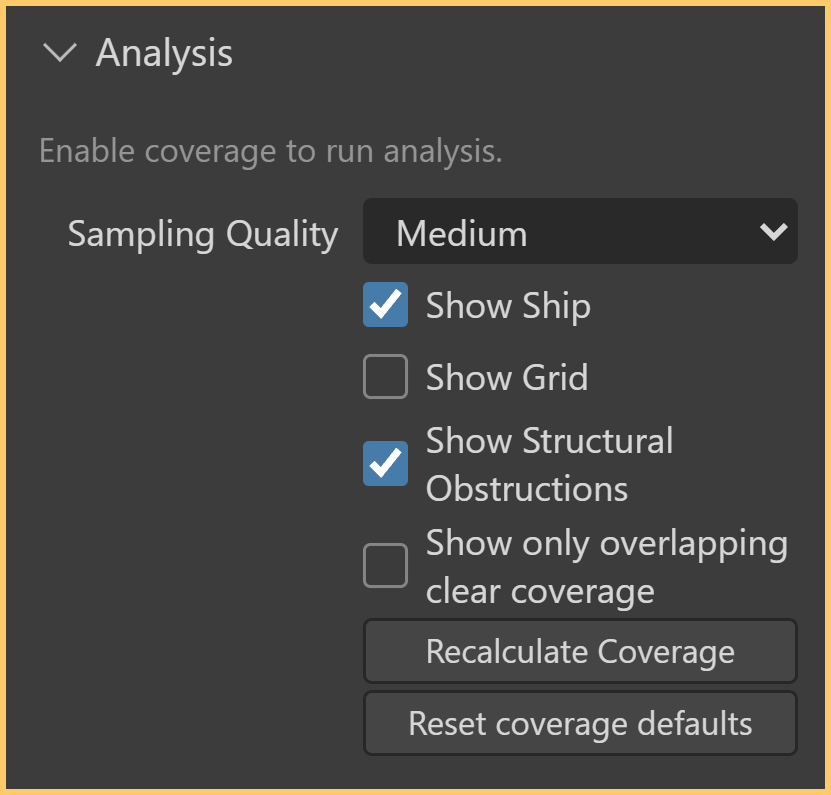 Analysis
Enable coverage to run analysis.
Sampling Quality Medium
Show Ship
Show Grid
Show Structural
Obstructions
Show only overlapping
clear coverage
Recalculate Coverage
Reset coverage defaults